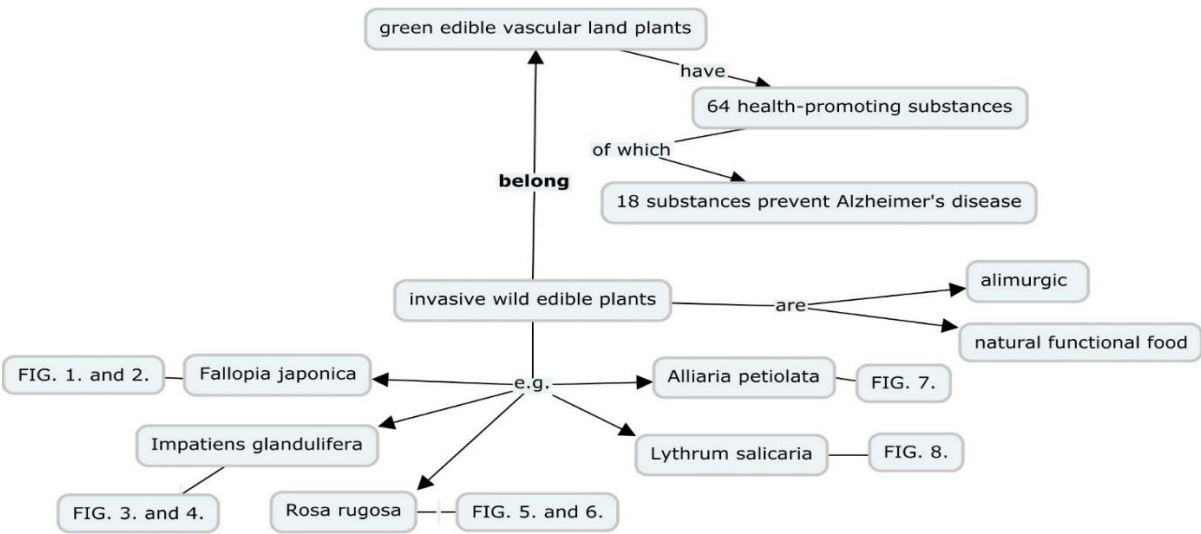 green edible vascular land plants
have
64 health-promoting substances
of which
belong
18 substances prevent Alzheimer's disease
alimurgic
invasive wild edible plants
are
natural functional food
FIG. 1. and 2.
Fallopia japonica
e.g.
Alliaria petiolata
FIG. 7.
Impatiens glandulifera
Lythrum salicaria
FIG. 8.
FIG. 3. and 4.
Rosa rugosa
FIG. 5. and 6.